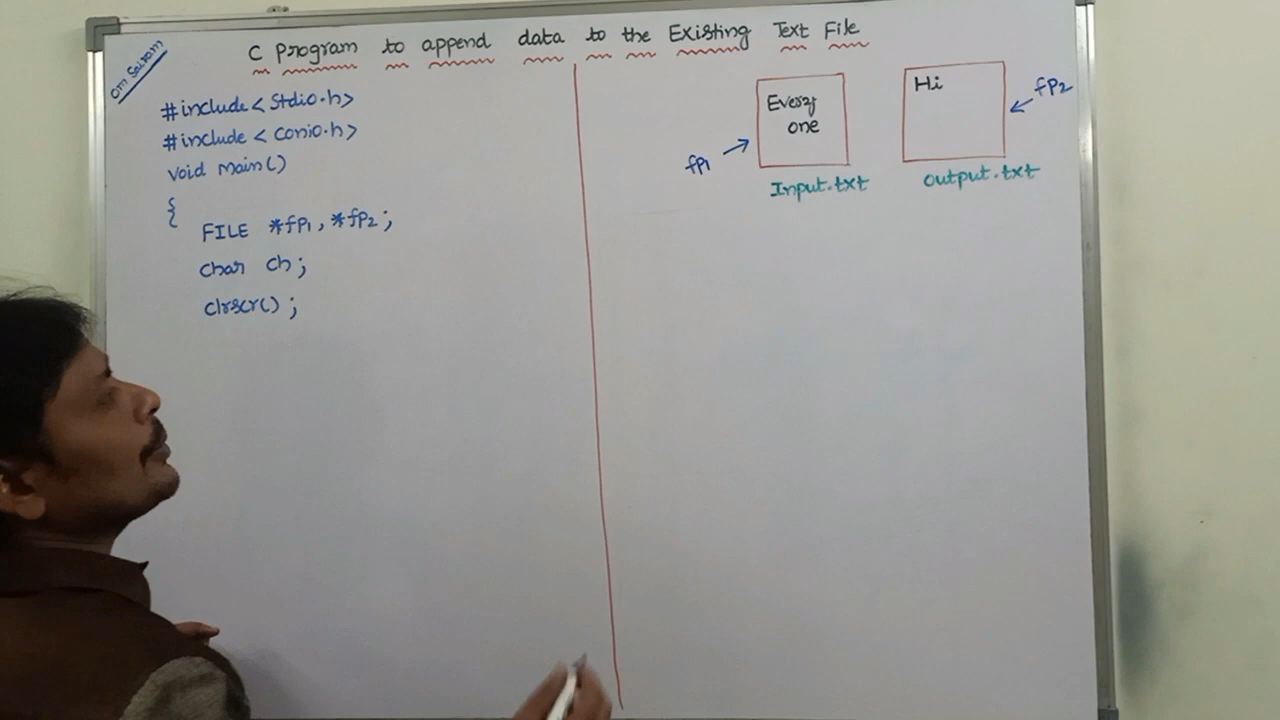 Om Sairam
C Program to append data to the Existing Text File
#include < Stdio.h>
#include < Conio.h>
void Main()
{
FILE *fp1, *fp2;
Char ch;
Clrscr();
Every
one
fp1
Input.txt
Hi
fp2
Output.txt